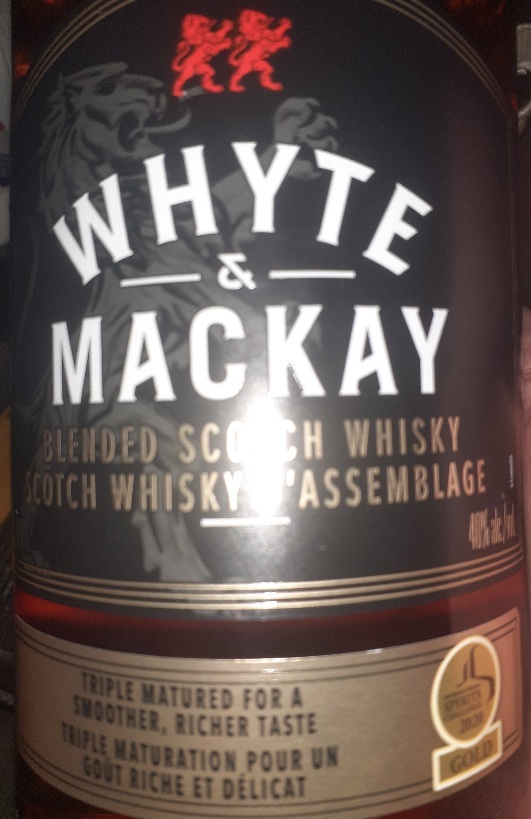 WHYTE
&
MACKAY
BLENDED SCOTCH WHISKY
SCOTCH WHISKY D'ASSEMBLAGE
40% alc./vol.
TRIPLE MATURED FOR A
SMOOTHER, RICHER TASTE
TRIPLE MATURATION POUR UN
GOÛT RICHE ET DÉLICAT
SPIRITS
CHALLENGE
2020
GOLD